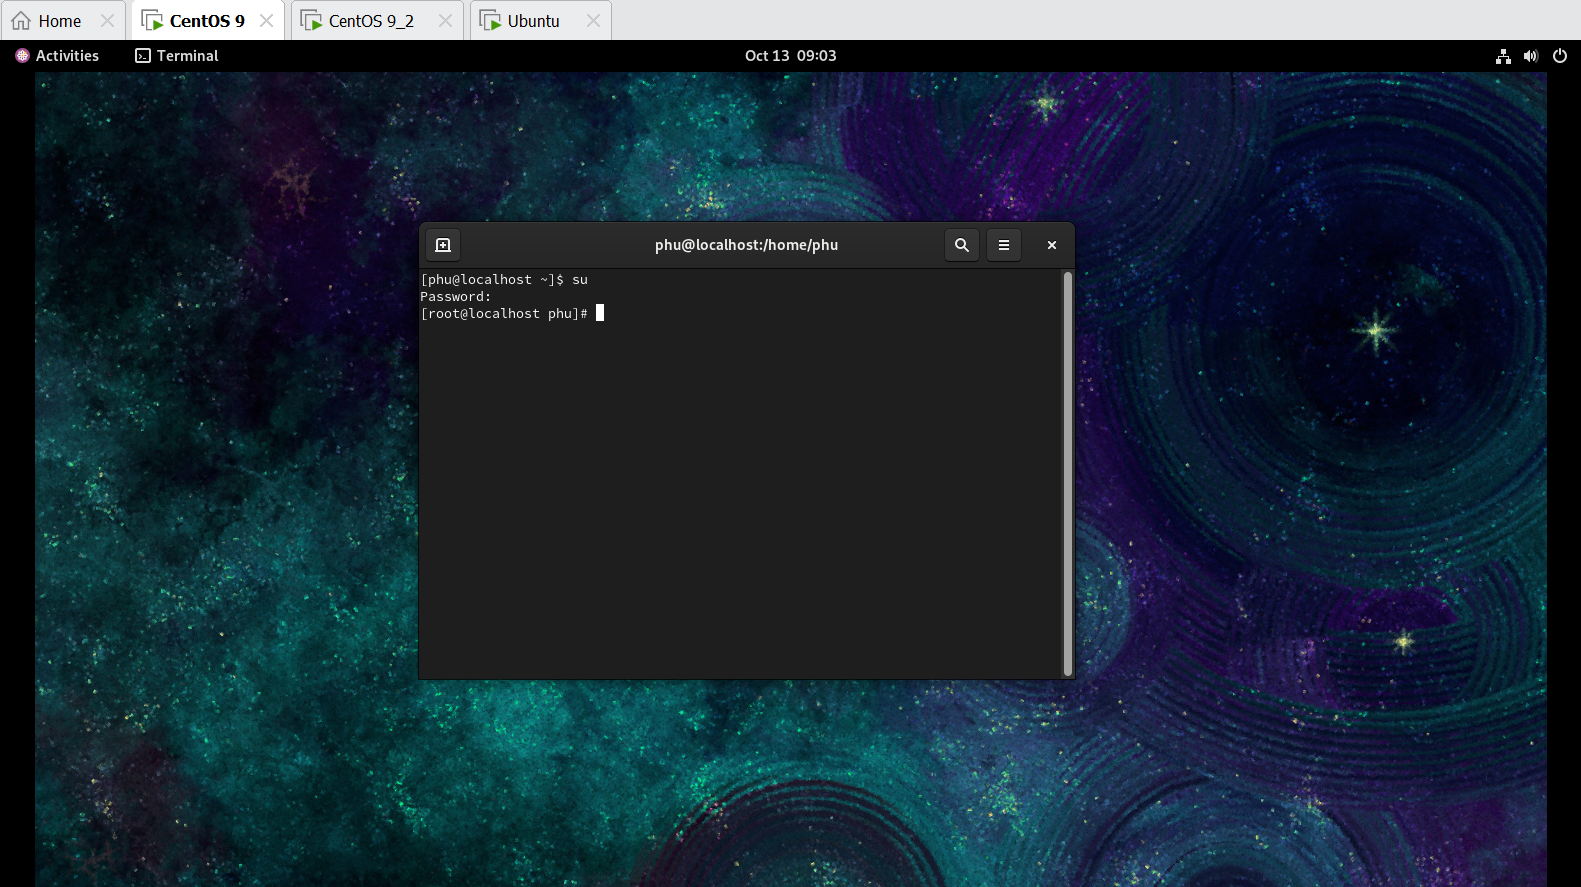 Home
CentOS 9
CentOS 9_2
Ubuntu
Activities
Terminal
Oct 13 09:03
phu@localhost:/home/phu
[phu@localhost ~]$ su
Password:
[root@localhost phu]#